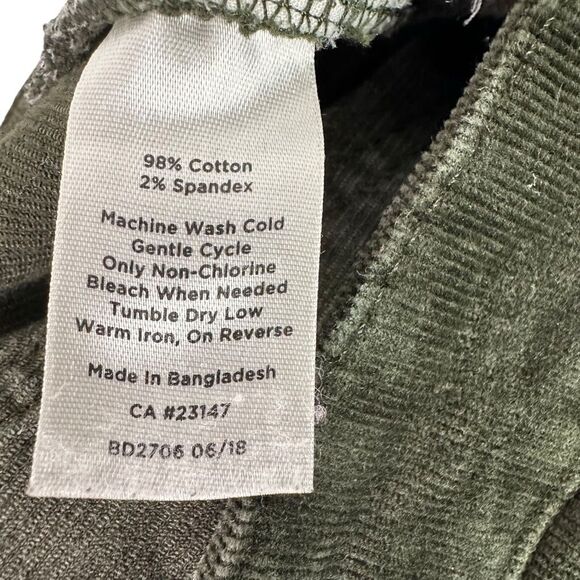 98% Cotton
2% Spandex
Machine Wash Cold
Gentle Cycle
Only Non-Chlorine
Bleach When Needed
Tumble Dry Low
Warm Iron, On Reverse
Made In Bangladesh
CA #23147
BD2706 06/18